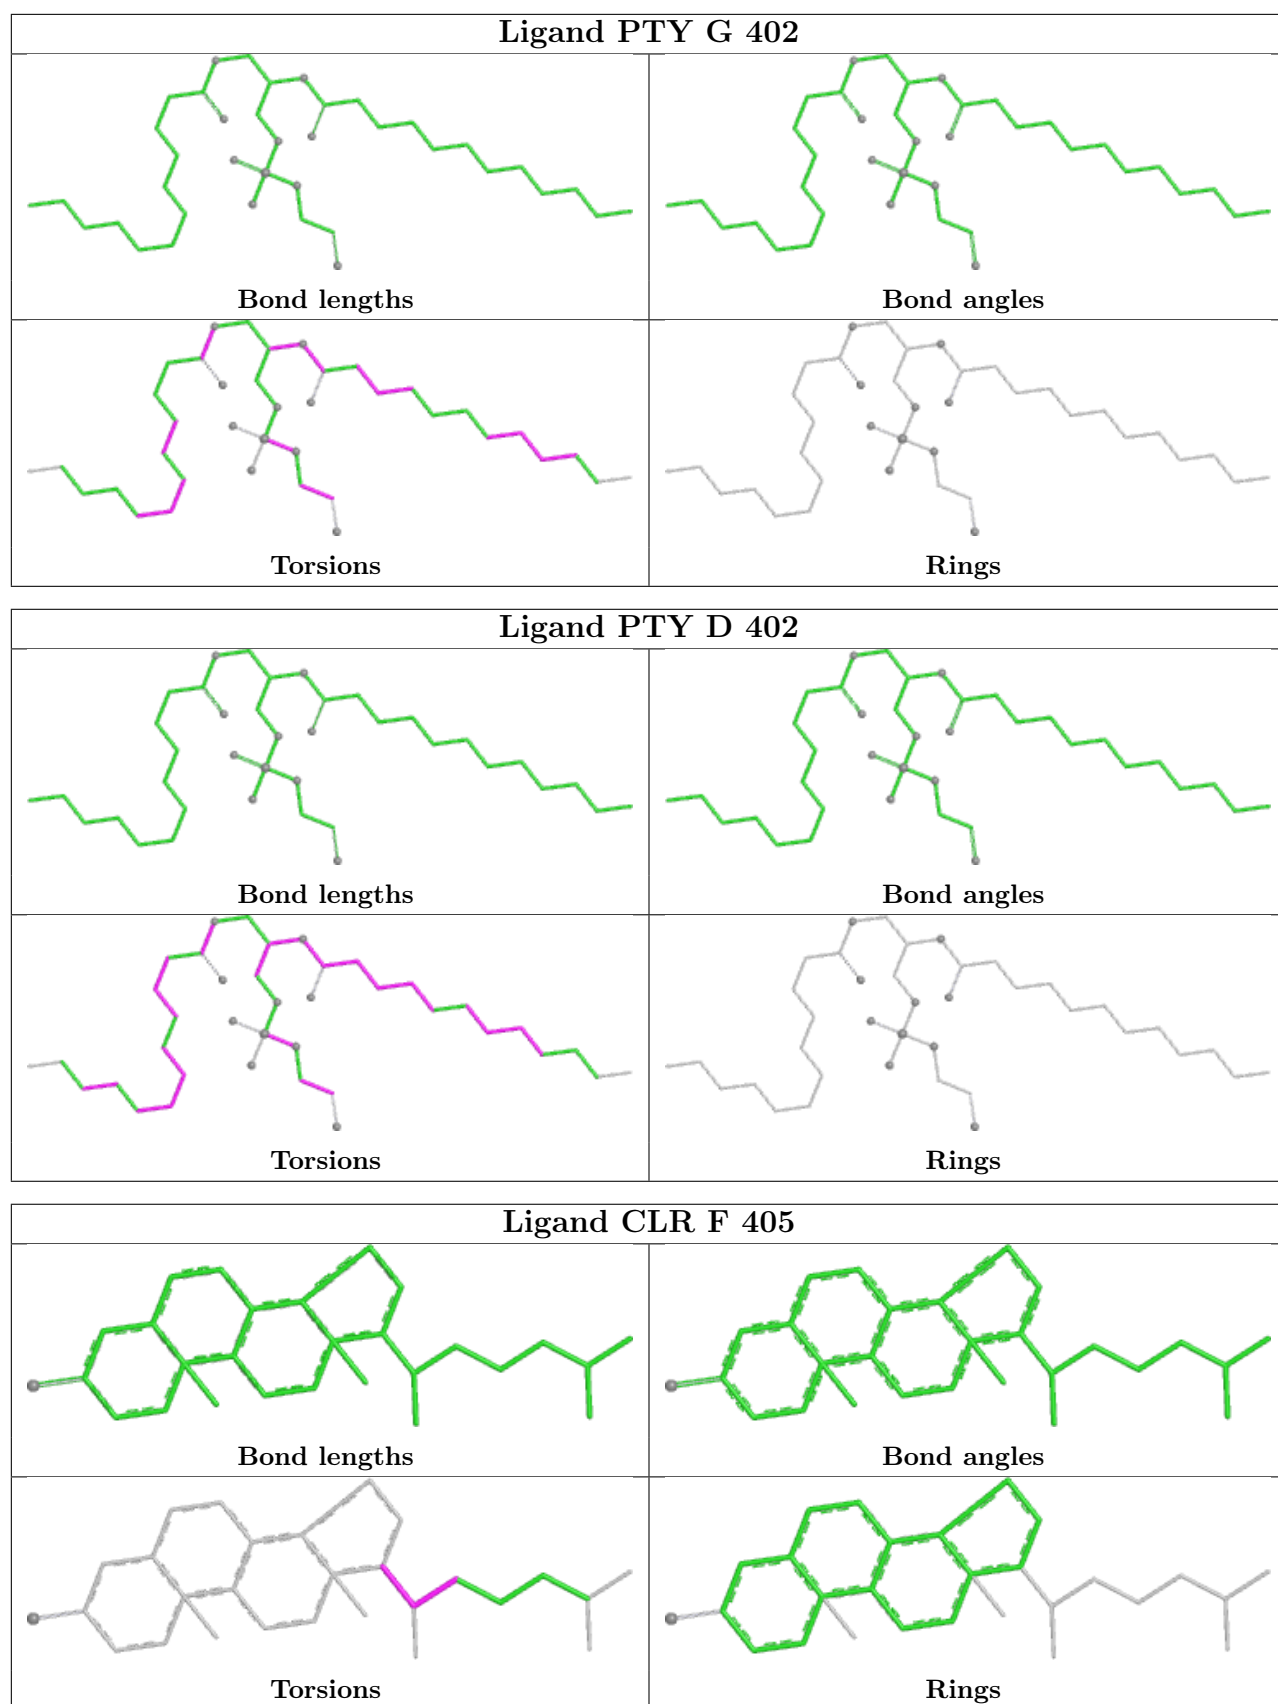 Ligand PTY G 402
Bond lengths
Bond angles
Torsions
Rings
Ligand PTY D 402
Bond lengths
Bond angles
Torsions
Rings
Ligand CLR F 405
Bond lengths
Bond angles
Torsions
Rings